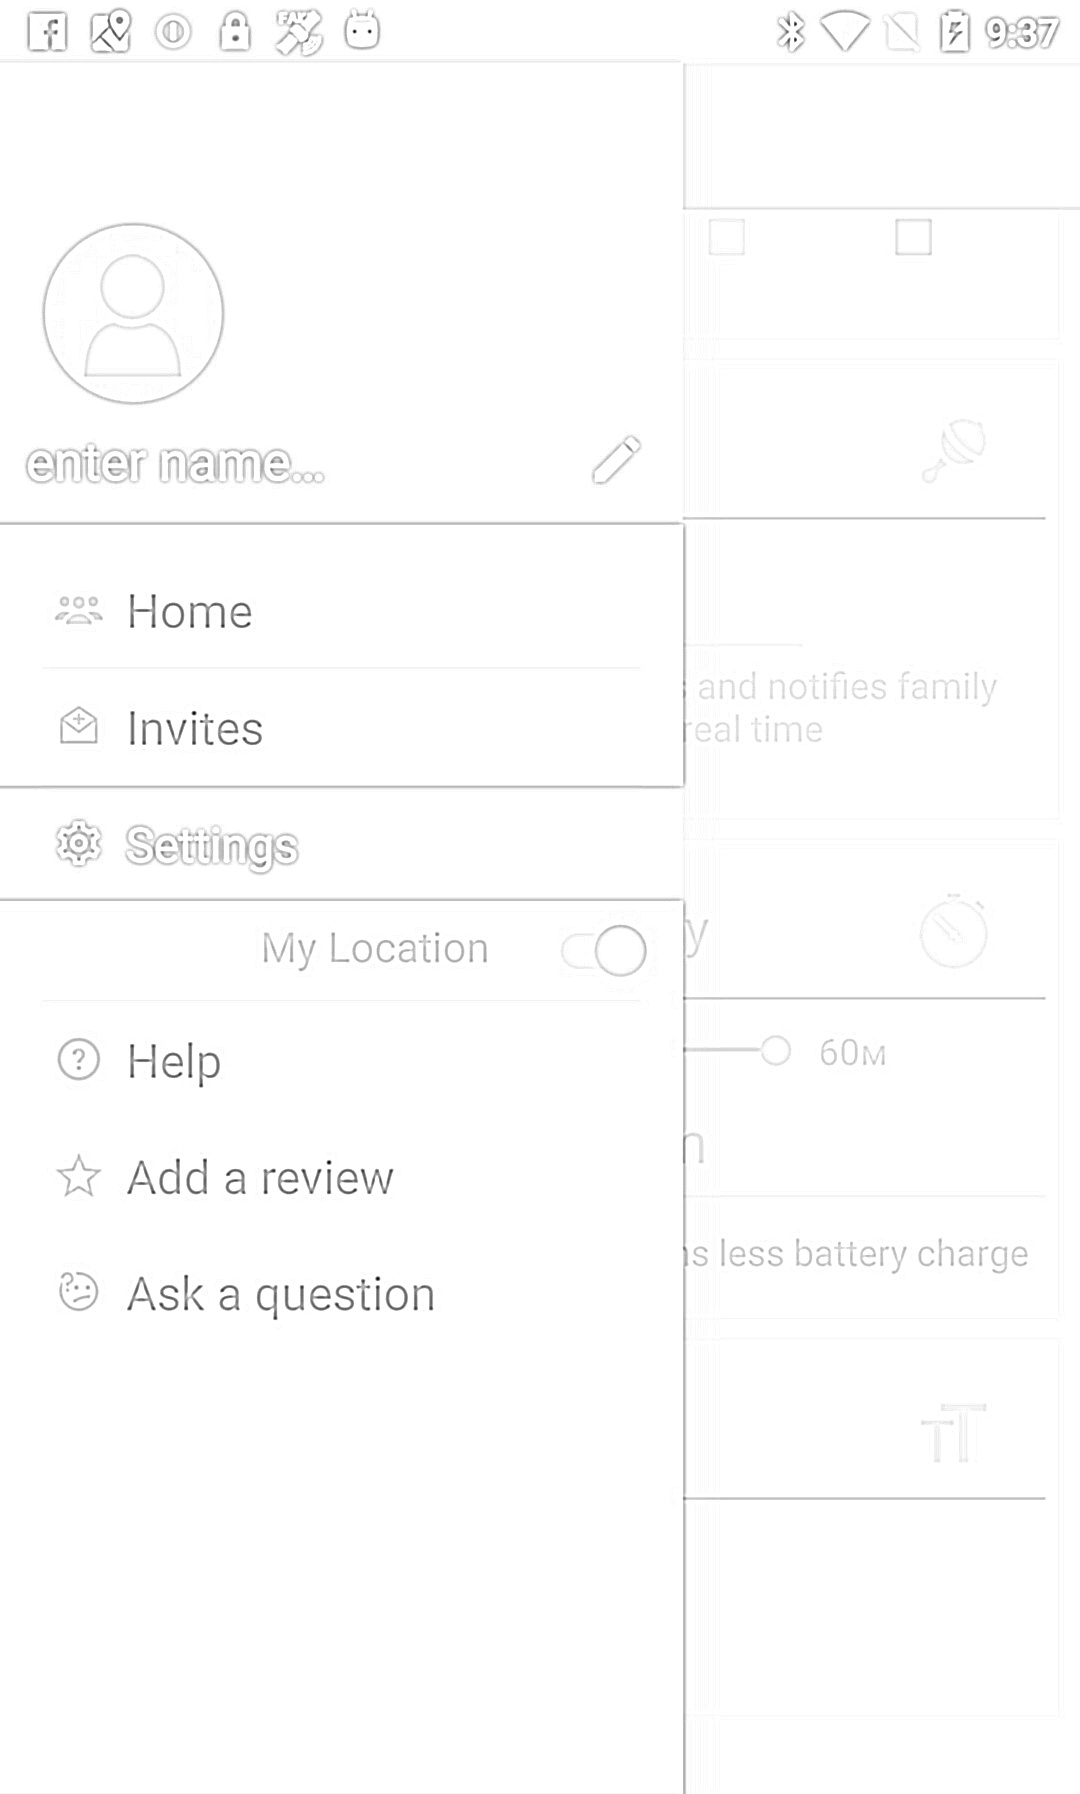 9:37
enter name...
Home
Invites
Settings
My Location
Help
Add a review
Ask a question
and notifies family
real time
y
60м
n
less battery charge